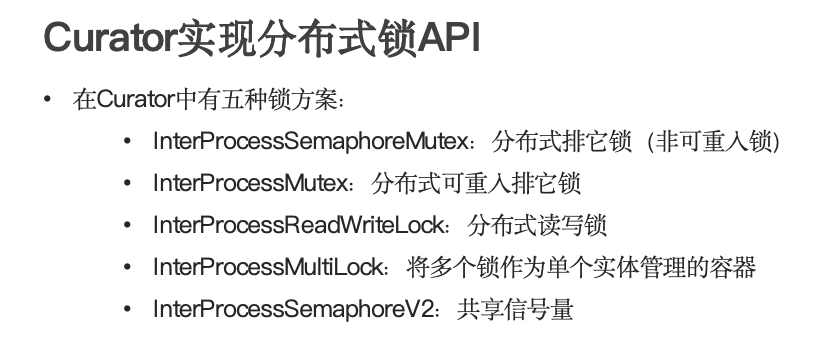 Curator实现分布式锁API
• 在Curator中有五种锁方案：
• InterProcessSemaphoreMutex：分布式排它锁（非可重入锁）
• InterProcessMutex：分布式可重入排它锁
• InterProcessReadWriteLock：分布式读写锁
• InterProcessMultiLock：将多个锁作为单个实体管理的容器
• InterProcessSemaphoreV2：共享信号量